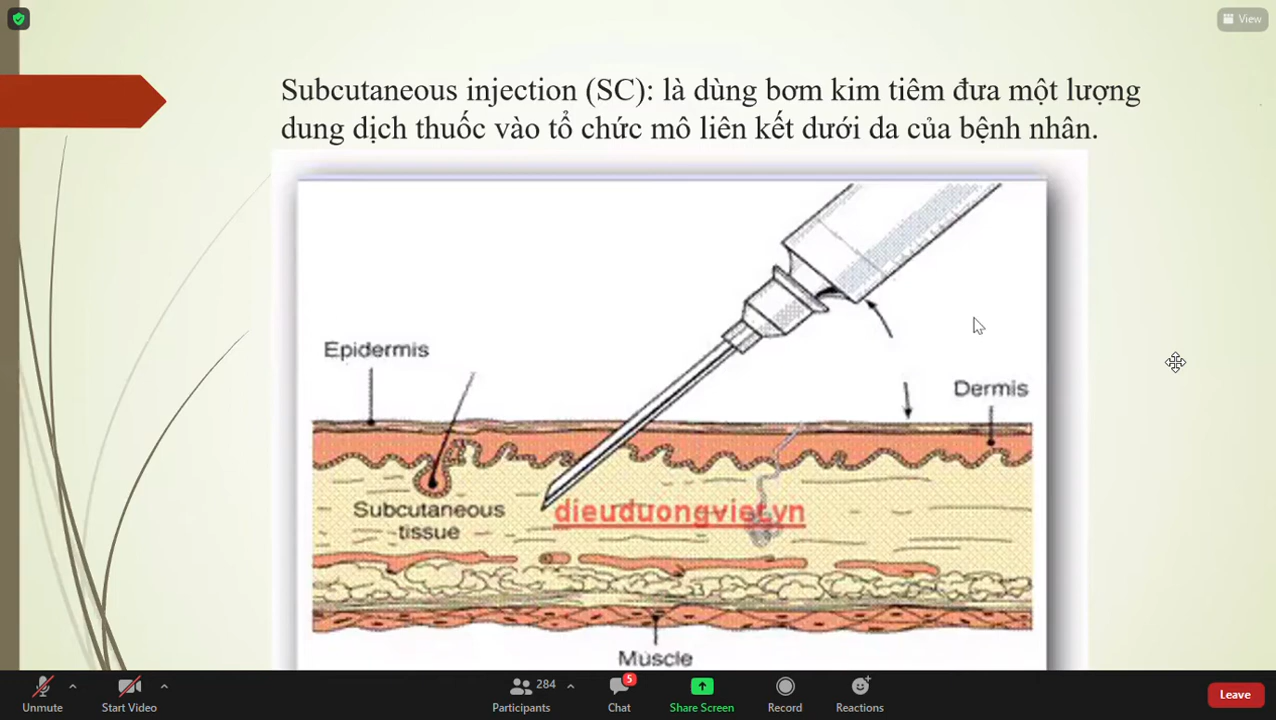 View
Subcutaneous injection (SC): là dùng bơm kim tiêm đưa một lượng
dung dịch thuốc vào tổ chức mô liên kết dưới da của bệnh nhân.
Epidermis
Dermis
Subcutaneous
tissue
dieuduongviet.vn
Muscle
Unmute
Start Video
284
Participants
5
Chat
Share Screen
Record
Reactions
Leave